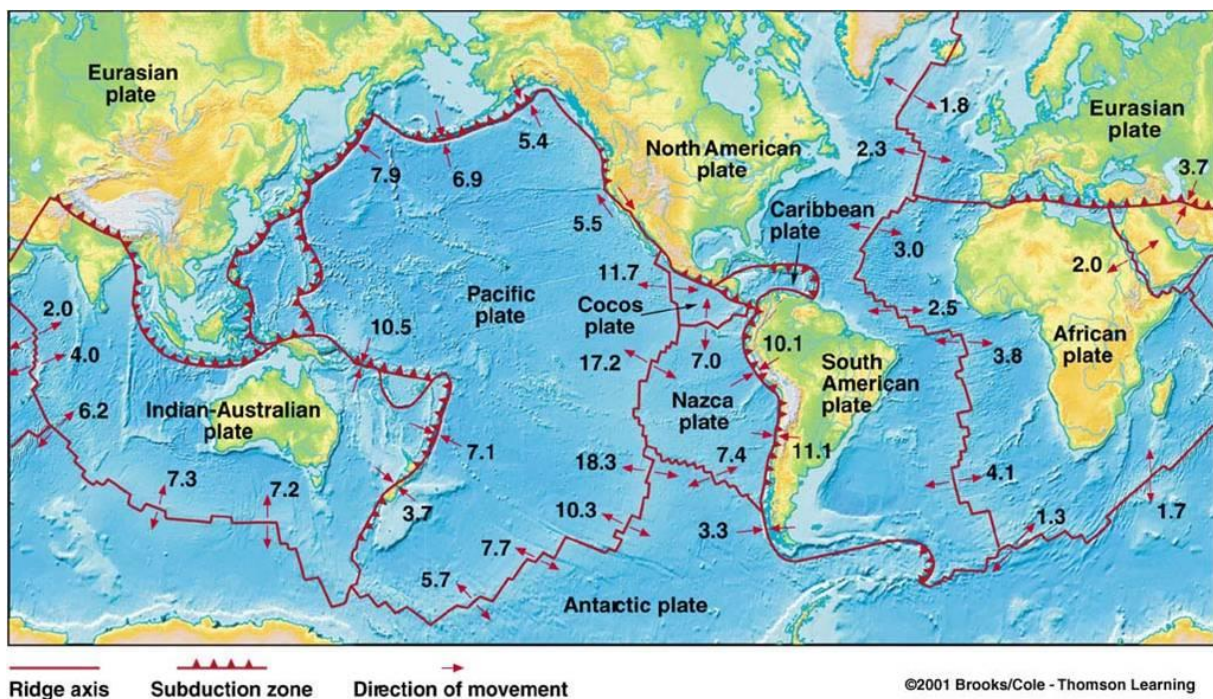 Eurasian
plate
Eurasian
plate
1.8
North American
plate
2.3
5.4
7.9
6.9
3.7
5.5
Caribbean
plate
3.0
2.0
11.7
Cocos
plate
Pacific
plate
2.0
2.5
10.5
10.1
African
plate
4.0
17.2
7.0
3.8
South
American
plate
Nazca
plate
Indian-Australian
plate
6.2
7.1
11.1
7.4
18.3
7.3
7.2
4.1
3.7
10.3
3.3
1.3
1.7
7.7
5.7
Antarctic plate
Ridge axis
Subduction zone
Direction of movement
©2001 Brooks/Cole - Thomson Learning